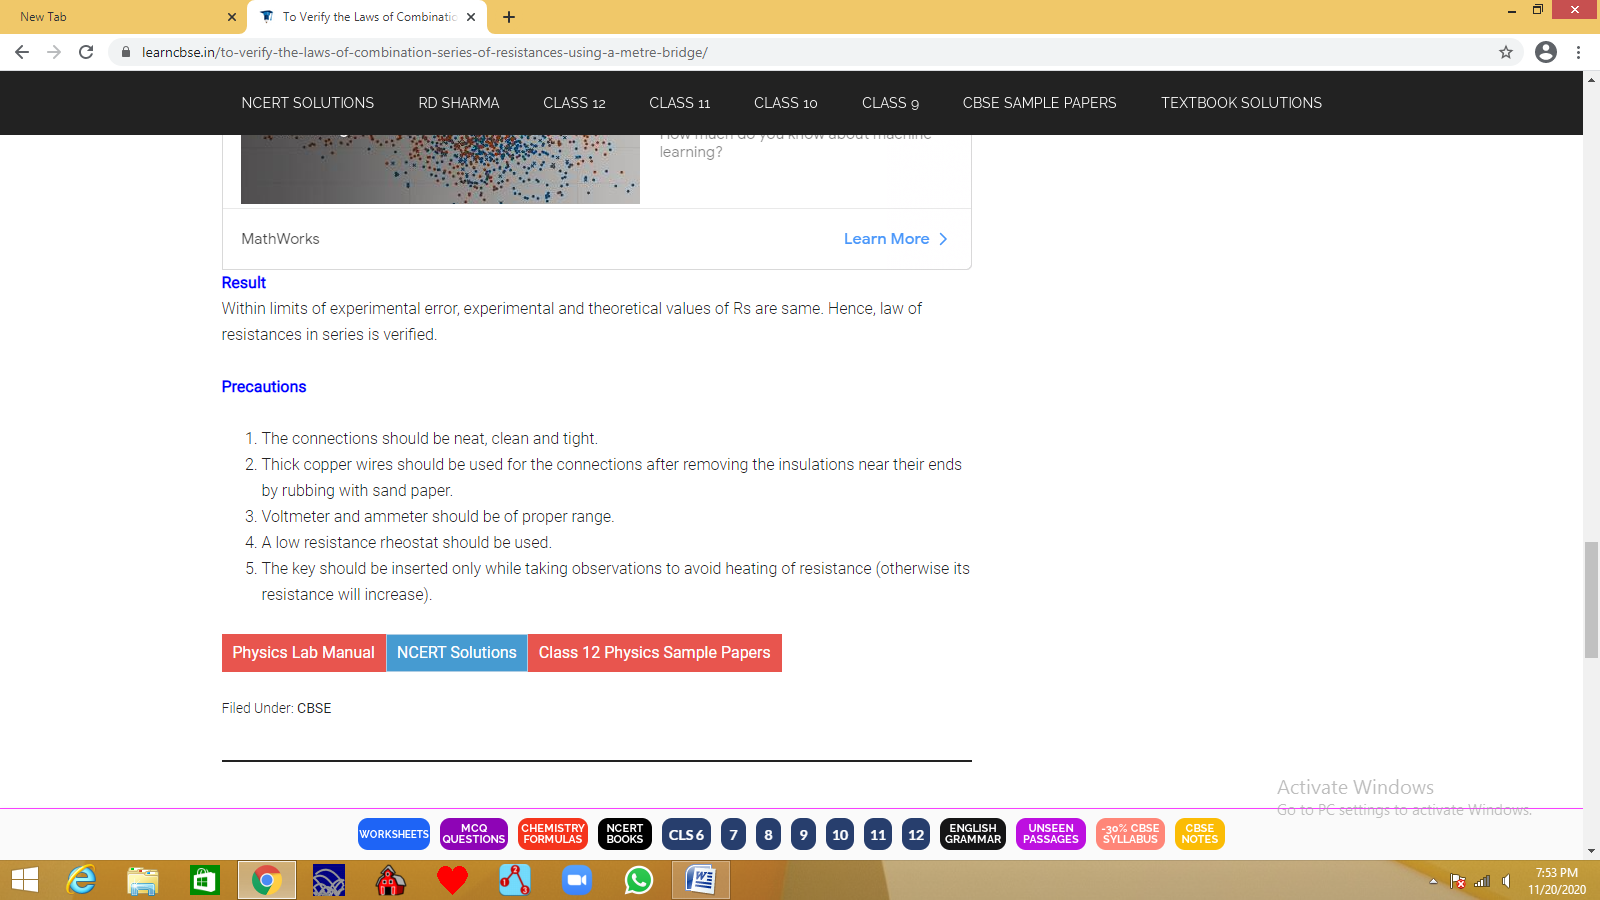 New Tab
To Verify the Laws of Combinatic
learncbse.in/to-verify-the-laws-of-combination-series-of-resistances-using-a-metre-bridge/
NCERT SOLUTIONS RD SHARMA CLASS 12 CLASS 11 CLASS 10 CLASS 9 CBSE SAMPLE PAPERS TEXTBOOK SOLUTIONS
How much do you know about machine
learning?
MathWorks
Learn More
Result
Within limits of experimental error, experimental and theoretical values of Rs are same. Hence, law of
resistances in series is verified.
Precautions
1. The connections should be neat, clean and tight.
2. Thick copper wires should be used for the connections after removing the insulations near their ends
by rubbing with sand paper.
3. Voltmeter and ammeter should be of proper range.
4. A low resistance rheostat should be used.
5. The key should be inserted only while taking observations to avoid heating of resistance (otherwise its
resistance will increase).
Physics Lab Manual NCERT Solutions Class 12 Physics Sample Papers
Filed Under: CBSE
Activate Windows
Go to PC settings to activate Windows.
WORKSHEETS
MCQ
QUESTIONS
CHEMISTRY
FORMULAS
NCERT
BOOKS
CLS 6
7
8
9
10
11
12
ENGLISH
GRAMMAR
UNSEEN
PASSAGES
-30% CBSE
SYLLABUS
CBSE
NOTES
7:53 PM
11/20/2020